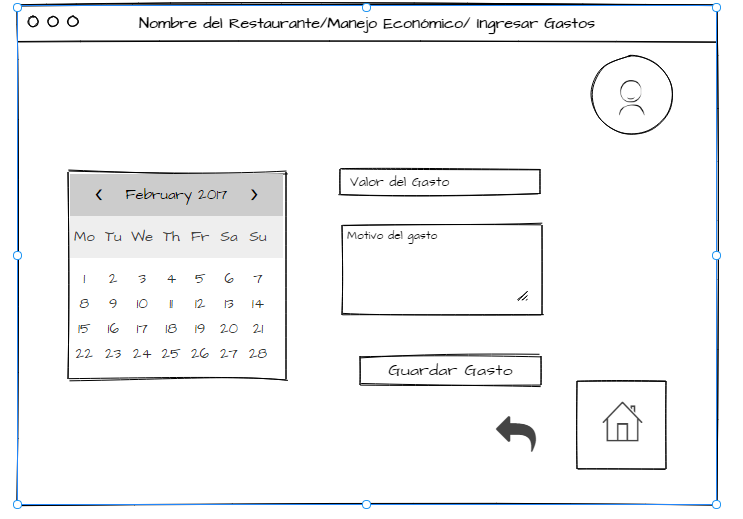 Nombre del Restaurante/Manejo Económico/ Ingresar Gastos
February 2017
Mo Tu We Th Fr Sa Su
1 2 3 4 5 6 7
8 9 10 11 12 13 14
15 16 17 18 19 20 21
22 23 24 25 26 27 28
Valor del Gasto
Motivo del gasto
Guardar Gasto